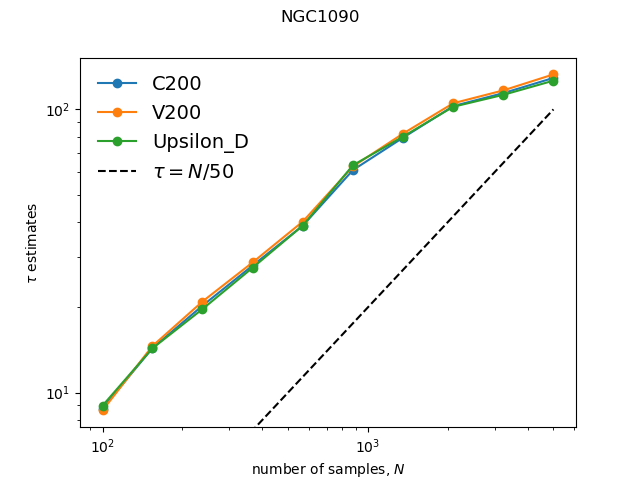 NGC1090
C200
V200
Upsilon_D
τ = N/50
10²
10¹
τ estimates
10²
10³
number of samples, N